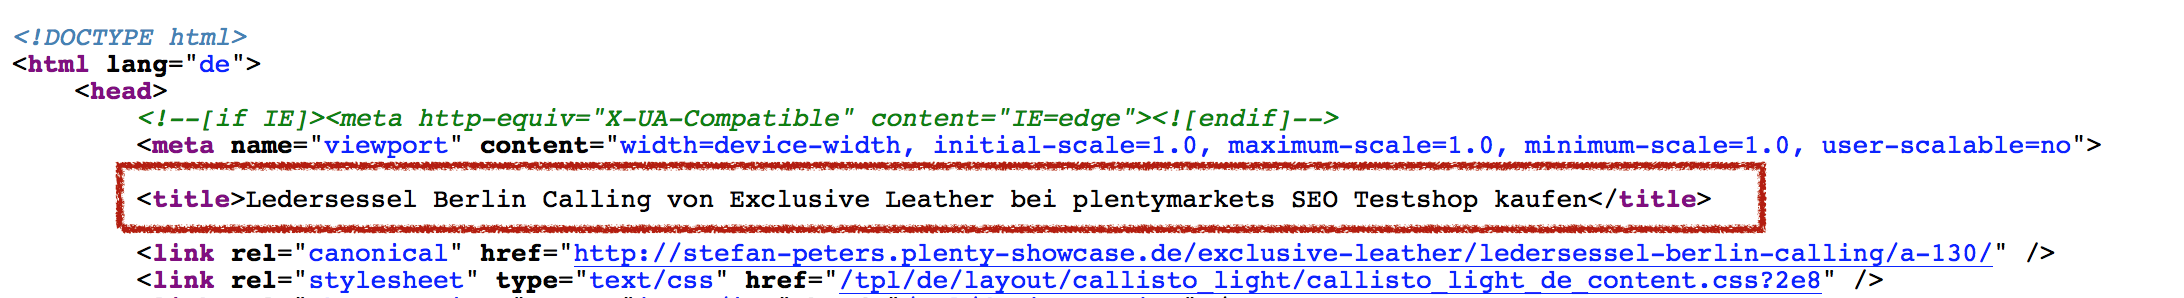 <!DOCTYPE html>
<html lang="de">
<head>
<!--[if IE]><meta http-equiv="X-UA-Compatible" content="IE=edge"><![endif]-->
<meta name="viewport" content="width=device-width, initial-scale=1.0, maximum-scale=1.0, minimum-scale=1.0, user-scalable=no">
<title>Ledersessel Berlin Calling von Exclusive Leather bei plentymarkets SEO Testshop kaufen</title>
<link rel="canonical" href="http://stefan-peters.plenty-showcase.de/exclusive-leather/ledersessel-berlin-calling/a-130/" />
<link rel="stylesheet" type="text/css" href="/tpl/de/layout/callisto_light/callisto_light_de_content.css?2e8" />